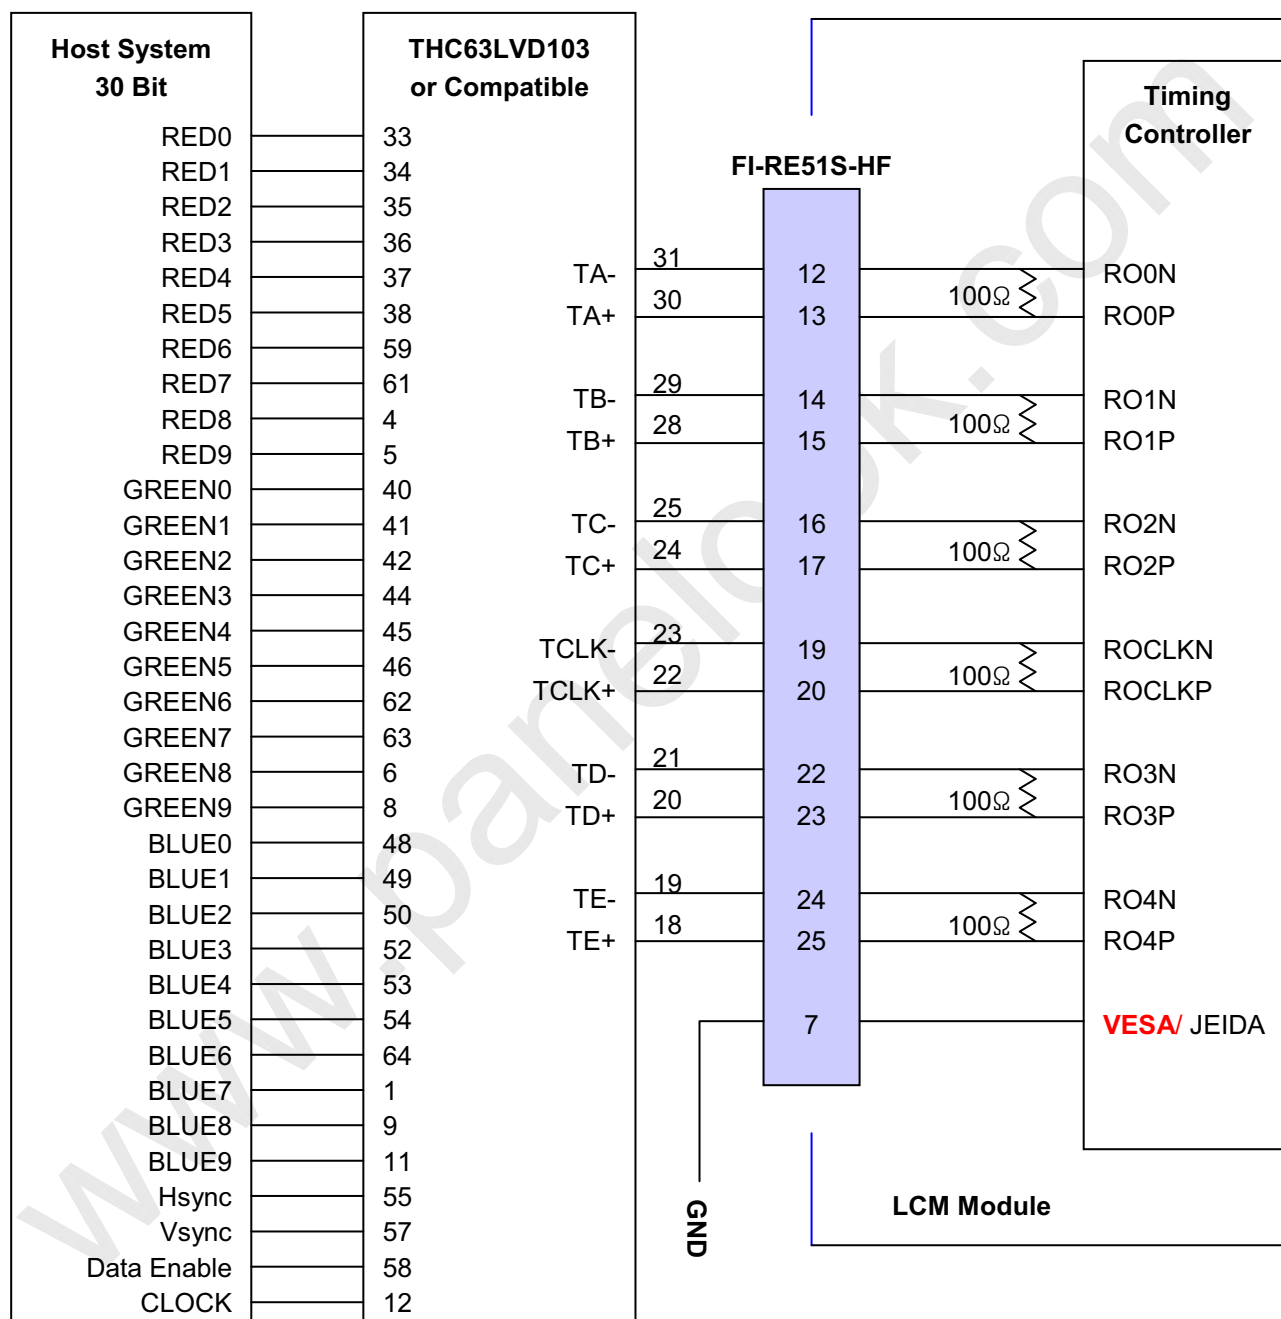 Host System
30 Bit
RED0
RED1
RED2
RED3
RED4
RED5
RED6
RED7
RED8
RED9
GREEN0
GREEN1
GREEN2
GREEN3
GREEN4
GREEN5
GREEN6
GREEN7
GREEN8
GREEN9
BLUE0
BLUE1
BLUE2
BLUE3
BLUE4
BLUE5
BLUE6
BLUE7
BLUE8
BLUE9
Hsync
Vsync
Data Enable
CLOCK
THC63LVD103
or Compatible
33
34
35
36
37
38
59
61
4
5
40
41
42
44
45
46
62
63
6
8
48
49
50
52
53
54
64
1
9
11
55
57
58
12
TA-
TA+
TB-
TB+
TC-
TC+
TCLK-
TCLK+
TD-
TD+
TE-
TE+
31
30
29
28
25
24
23
22
21
20
19
18
GND
FI-RE51S-HF
12
13
14
15
16
17
19
20
22
23
24
25
7
100Ω
100Ω
100Ω
100Ω
100Ω
100Ω
LCM Module
Timing
Controller
RO0N
RO0P
RO1N
RO1P
RO2N
RO2P
ROCLKN
ROCLKP
RO3N
RO3P
RO4N
RO4P
VESA/ JEIDA
www.panelook.com